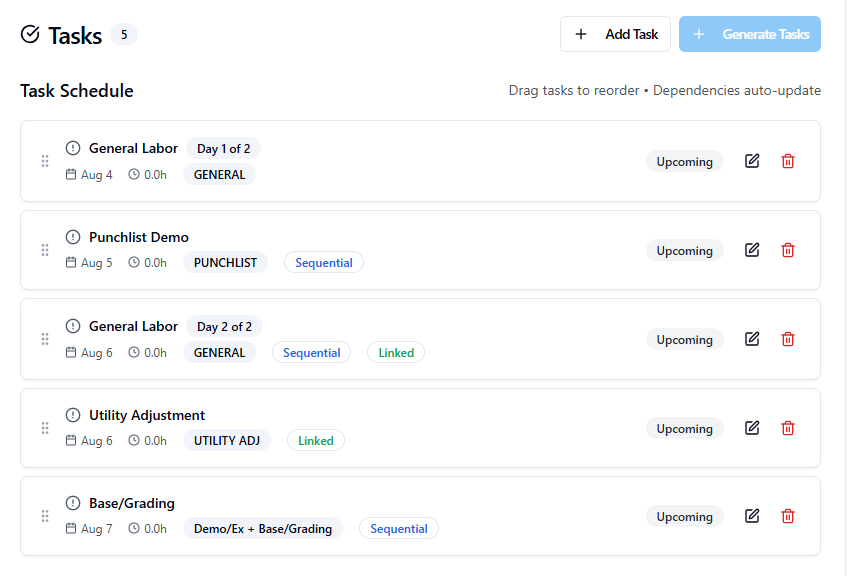 Tasks 5
Add Task
Generate Tasks
Task Schedule
Drag tasks to reorder • Dependencies auto-update
General Labor Day 1 of 2
Aug 4 0.0h GENERAL
Upcoming
Punchlist Demo
Aug 5 0.0h PUNCHLIST Sequential
Upcoming
General Labor Day 2 of 2
Aug 6 0.0h GENERAL Sequential Linked
Upcoming
Utility Adjustment
Aug 6 0.0h UTILITY ADJ Linked
Upcoming
Base/Grading
Aug 7 0.0h Demo/Ex + Base/Grading Sequential
Upcoming